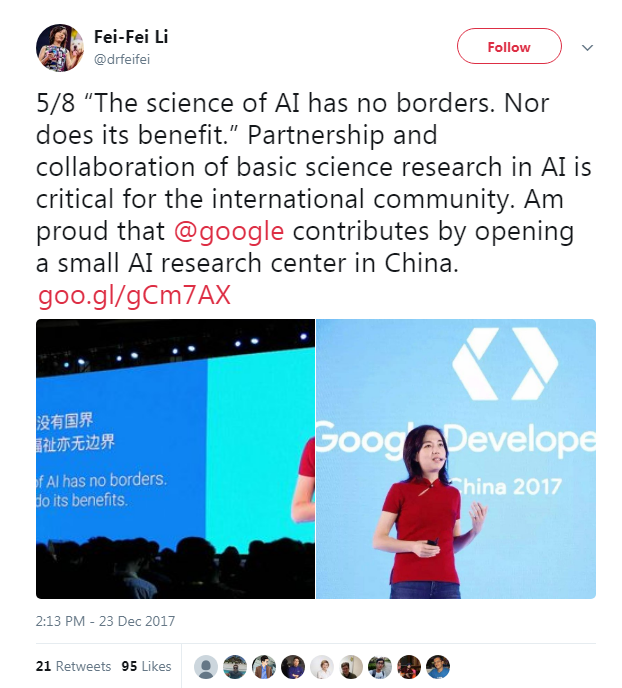 Fei-Fei Li
@drfeifei
Follow
5/8 “The science of AI has no borders. Nor
does its benefit.” Partnership and
collaboration of basic science research in AI is
critical for the international community. Am
proud that @google contributes by opening
a small AI research center in China.
goo.gl/gCm7AX
没有国界
福祉亦无边界
of AI has no borders.
do its benefits.
Google Develope
China 2017
2:13 PM - 23 Dec 2017
21 Retweets 95 Likes